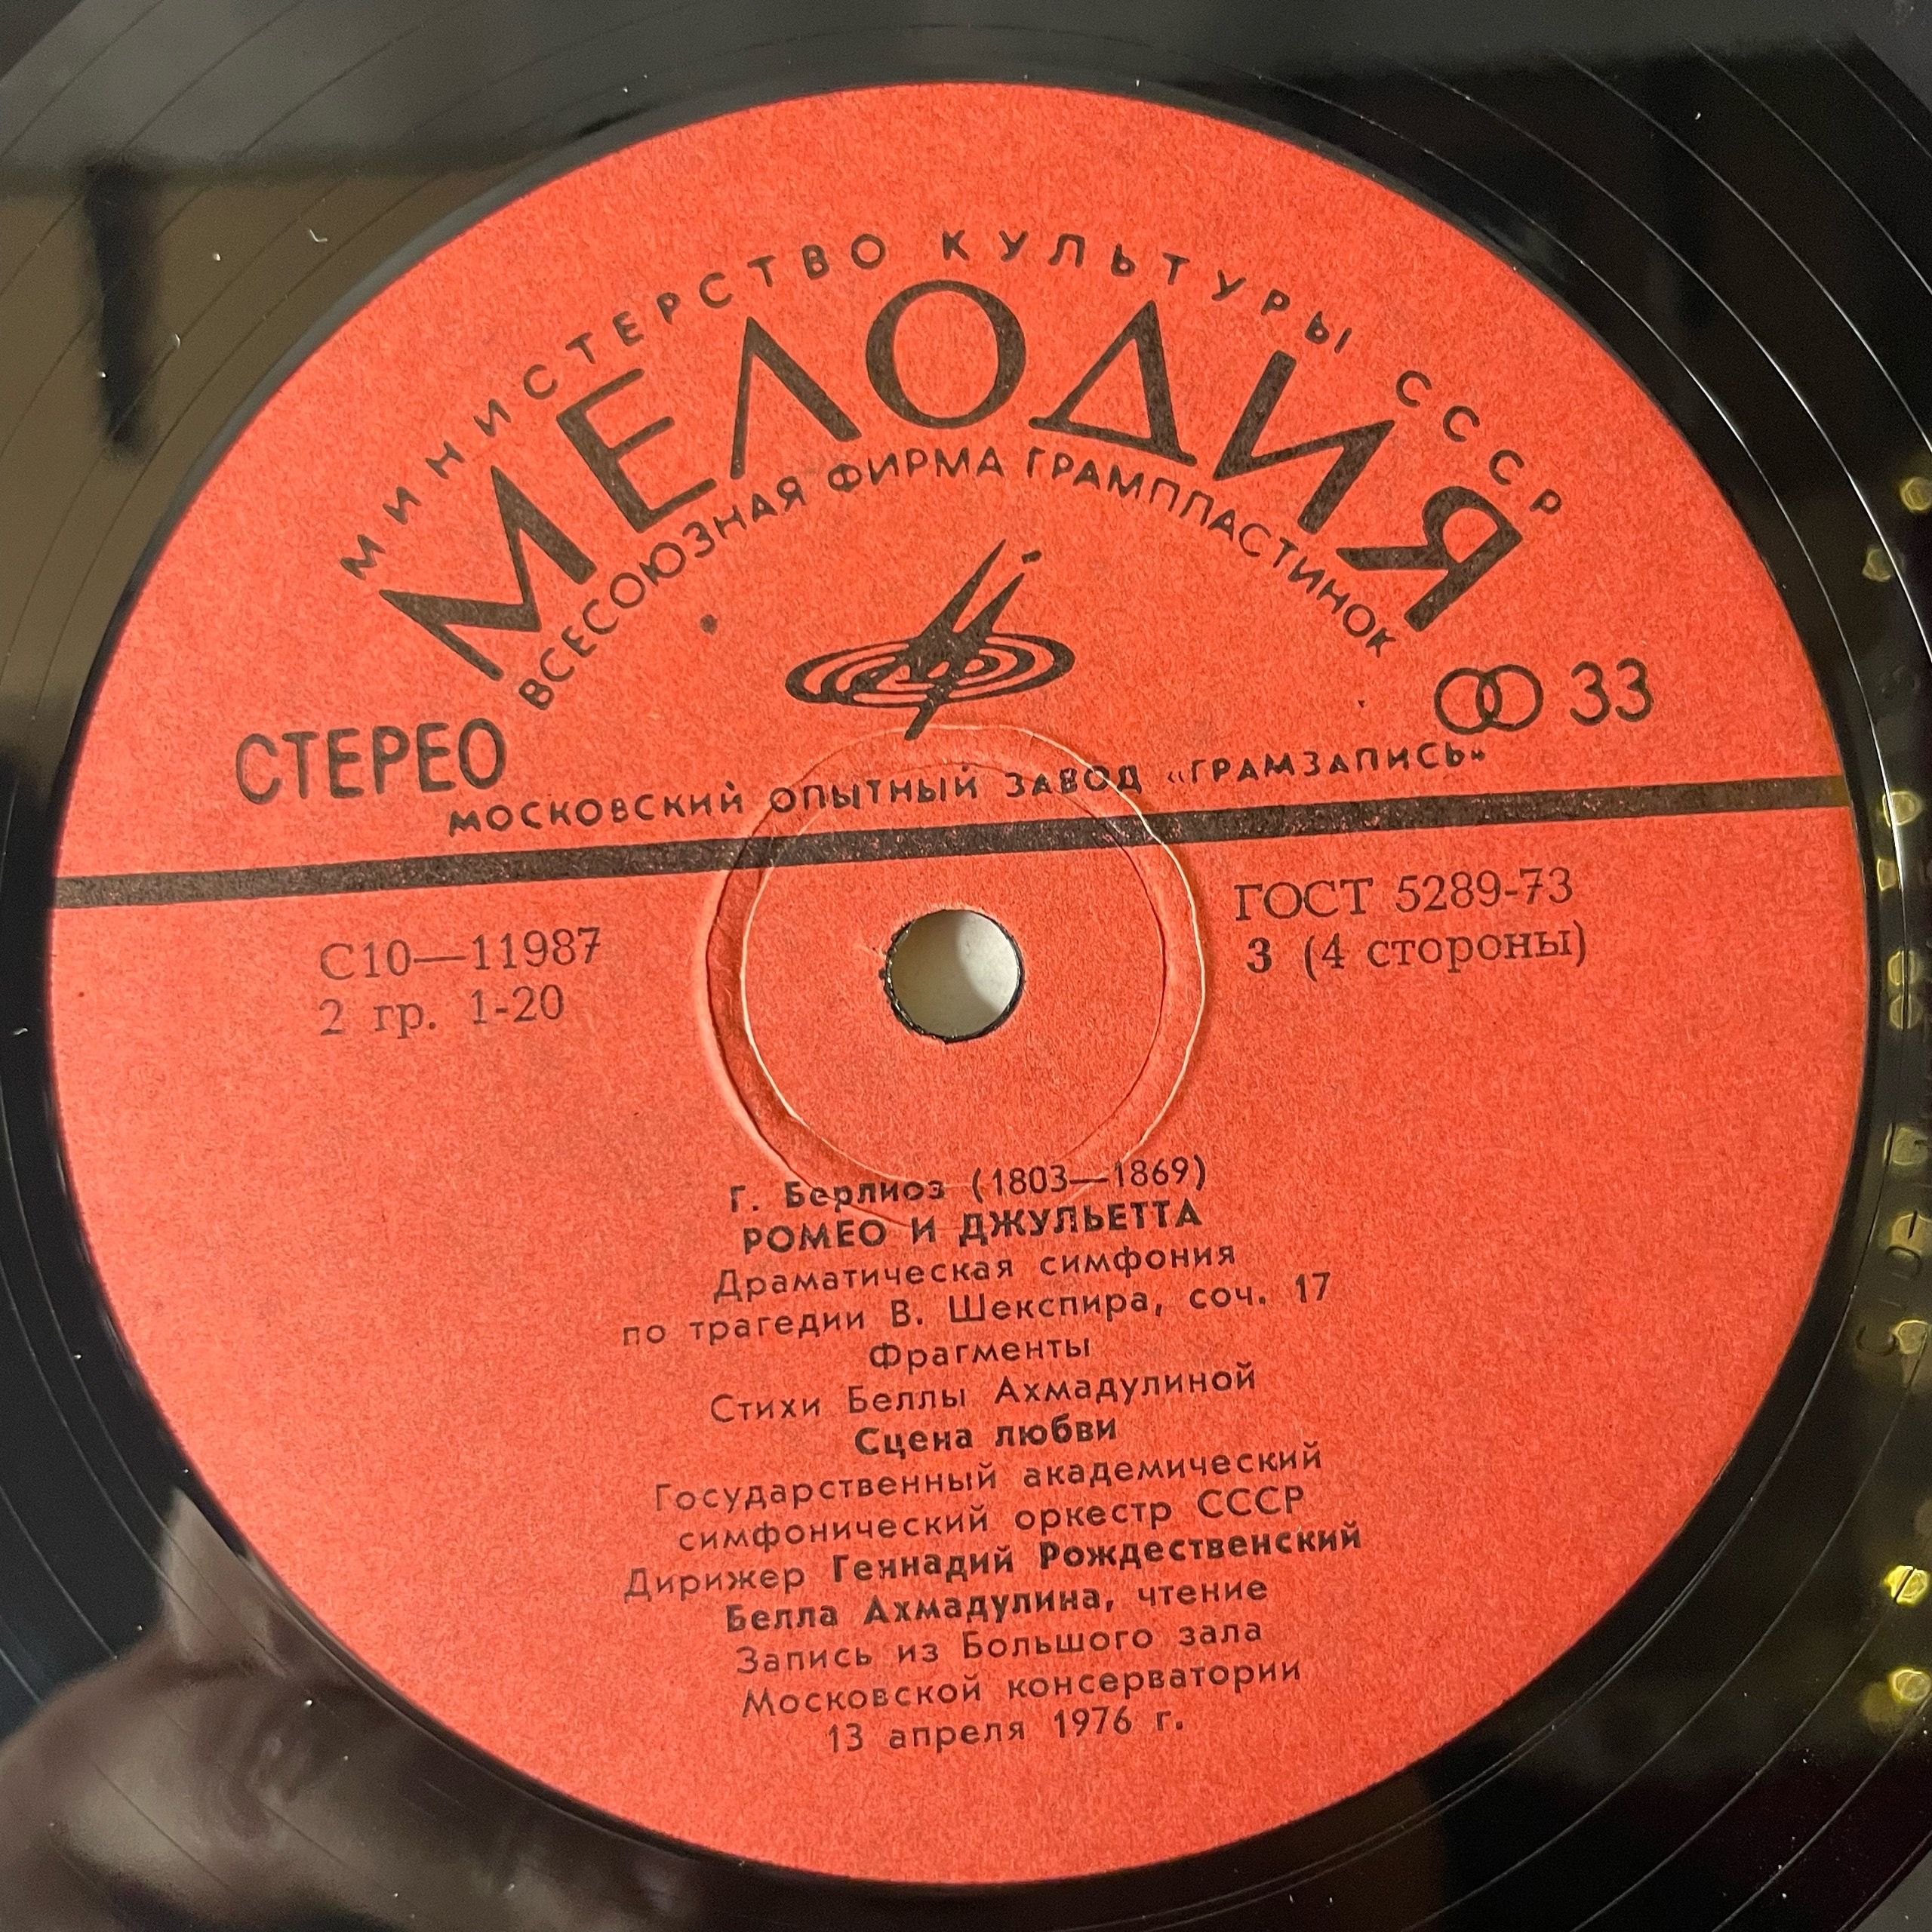 МИНИСТЕРСТВО КУЛЬТУРЫ СССР
МЕЛОДИЯ
ВСЕСОЮЗНАЯ ФИРМА ГРАМПЛАСТИНОК
СТЕРЕО
33
МОСКОВСКИЙ ОПЫТНЫЙ ЗАВОД «ГРАМЗАПИСЬ»
С10—11987
2 гр. 1-20
ГОСТ 5289-73
3 (4 стороны)
Г. Берлиоз (1803—1869)
РОМЕО И ДЖУЛЬЕТТА
Драматическая симфония
по трагедии В. Шекспира, соч. 17
Фрагменты
Стихи Беллы Ахмадулиной
Сцена любви
Государственный академический
симфонический оркестр СССР
Дирижер Геннадий Рождественский
Белла Ахмадулина, чтение
Запись из Большого зала
Московской консерватории
13 апреля 1976 г.